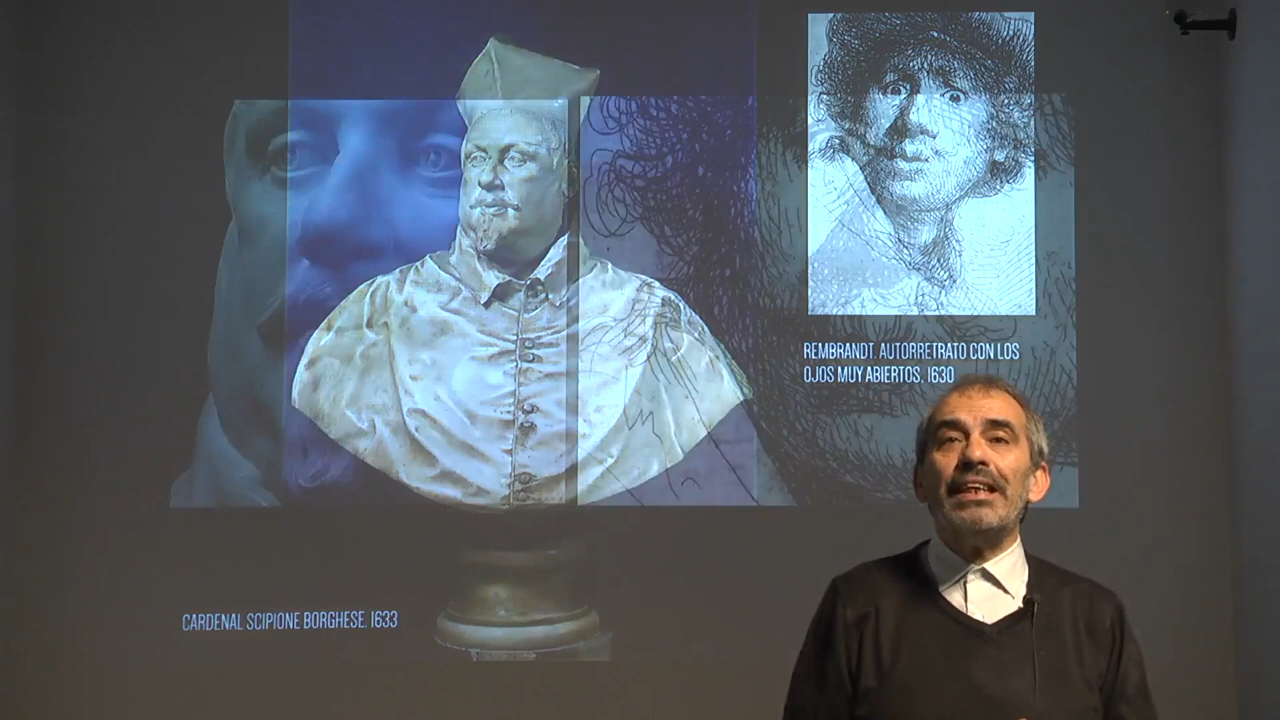 REMBRANDT. AUTORRETRATO CON LOS
OJOS MUY ABIERTOS. 1630
CARDENAL SCIPIONE BORGHESE. 1633